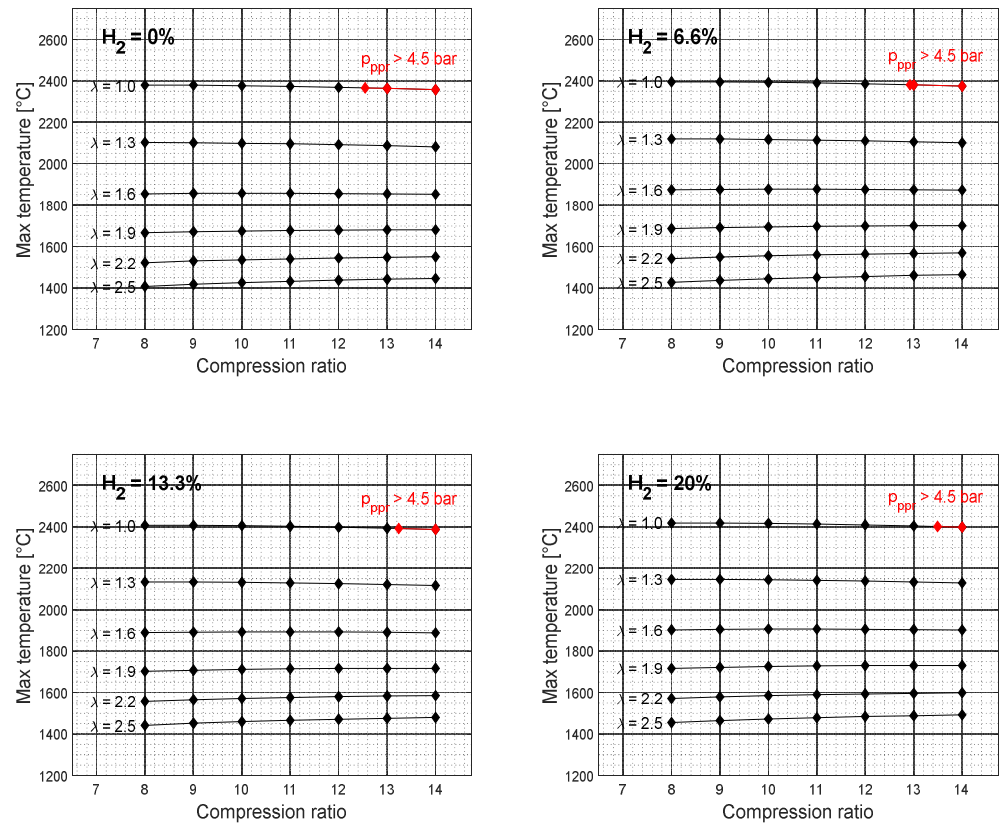 H2 = 0%
pppr > 4.5 bar
Max temperature [°C]
2600
2400
2200
2000
1800
1600
1400
1200
λ = 1.0
λ = 1.3
λ = 1.6
λ = 1.9
λ = 2.2
λ = 2.5
7 8 9 10 11 12 13 14
Compression ratio
H2 = 6.6%
pppr > 4.5 bar
Max temperature [°C]
2600
2400
2200
2000
1800
1600
1400
1200
λ = 1.0
λ = 1.3
λ = 1.6
λ = 1.9
λ = 2.2
λ = 2.5
7 8 9 10 11 12 13 14
Compression ratio
H2 = 13.3%
pppr > 4.5 bar
Max temperature [°C]
2600
2400
2200
2000
1800
1600
1400
1200
λ = 1.0
λ = 1.3
λ = 1.6
λ = 1.9
λ = 2.2
λ = 2.5
7 8 9 10 11 12 13 14
Compression ratio
H2 = 20%
pppr > 4.5 bar
Max temperature [°C]
2600
2400
2200
2000
1800
1600
1400
1200
λ = 1.0
λ = 1.3
λ = 1.6
λ = 1.9
λ = 2.2
λ = 2.5
7 8 9 10 11 12 13 14
Compression ratio